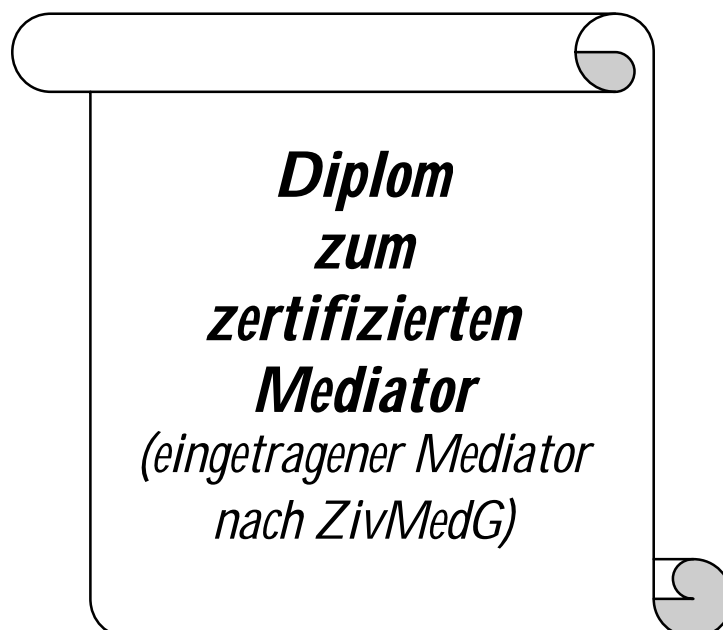 Diplom
zum
zertifizierten
Mediator
(eingetragener Mediator
nach ZivMedG)